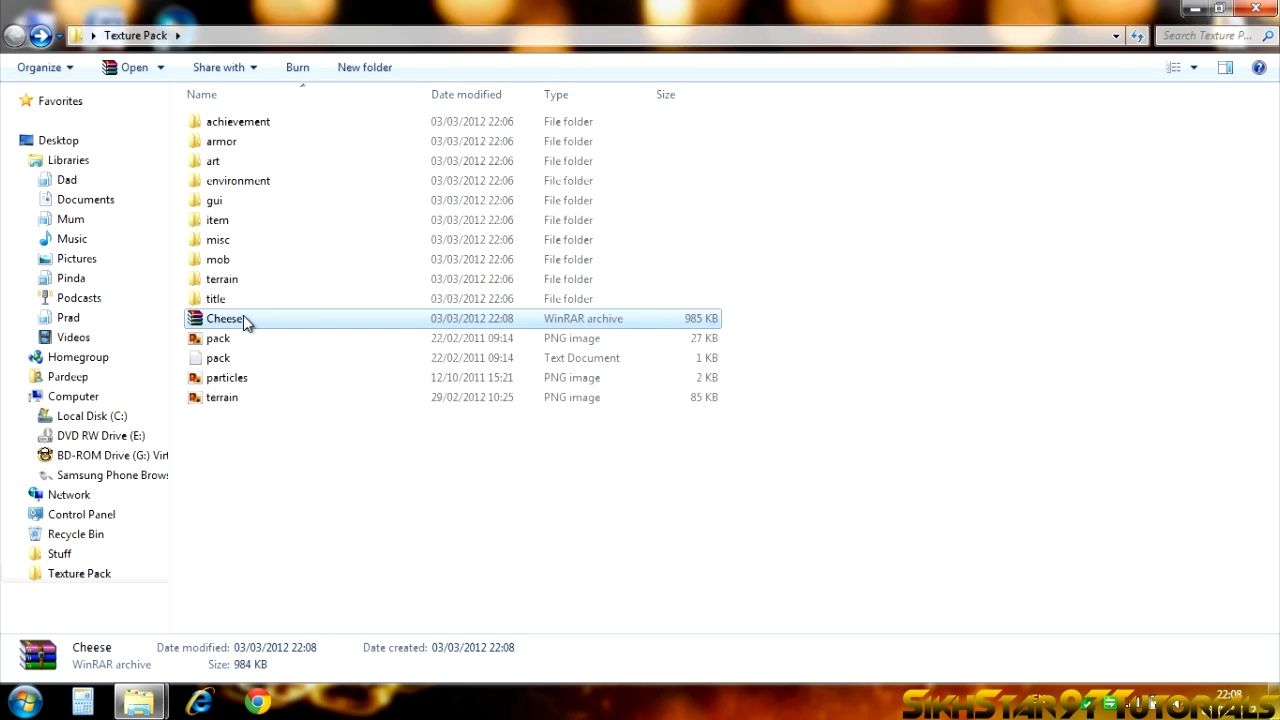 Texture Pack
Search Texture P...
Organize Open Share with Burn New folder
Name Date modified Type Size
Favorites
Desktop
Libraries
Dad
Documents
Mum
Music
Pictures
Pinda
Podcasts
Prad
Videos
Homegroup
Pardeep
Computer
Local Disk (C:)
DVD RW Drive (E:)
BD-ROM Drive (G:) Virt
Samsung Phone Brows
Network
Control Panel
Recycle Bin
Stuff
Texture Pack
achievement 03/03/2012 22:06 File folder
armor 03/03/2012 22:06 File folder
art 03/03/2012 22:06 File folder
environment 03/03/2012 22:06 File folder
gui 03/03/2012 22:06 File folder
item 03/03/2012 22:06 File folder
misc 03/03/2012 22:06 File folder
mob 03/03/2012 22:06 File folder
terrain 03/03/2012 22:06 File folder
title 03/03/2012 22:06 File folder
Cheese 03/03/2012 22:08 WinRAR archive 985 KB
pack 22/02/2011 09:14 PNG image 27 KB
pack 22/02/2011 09:14 Text Document 1 KB
particles 12/10/2011 15:21 PNG image 2 KB
terrain 29/02/2012 10:25 PNG image 85 KB
Cheese Date modified: 03/03/2012 22:08 Date created: 03/03/2012 22:08
WinRAR archive Size: 984 KB
22:08
SikhStar97Tutorials